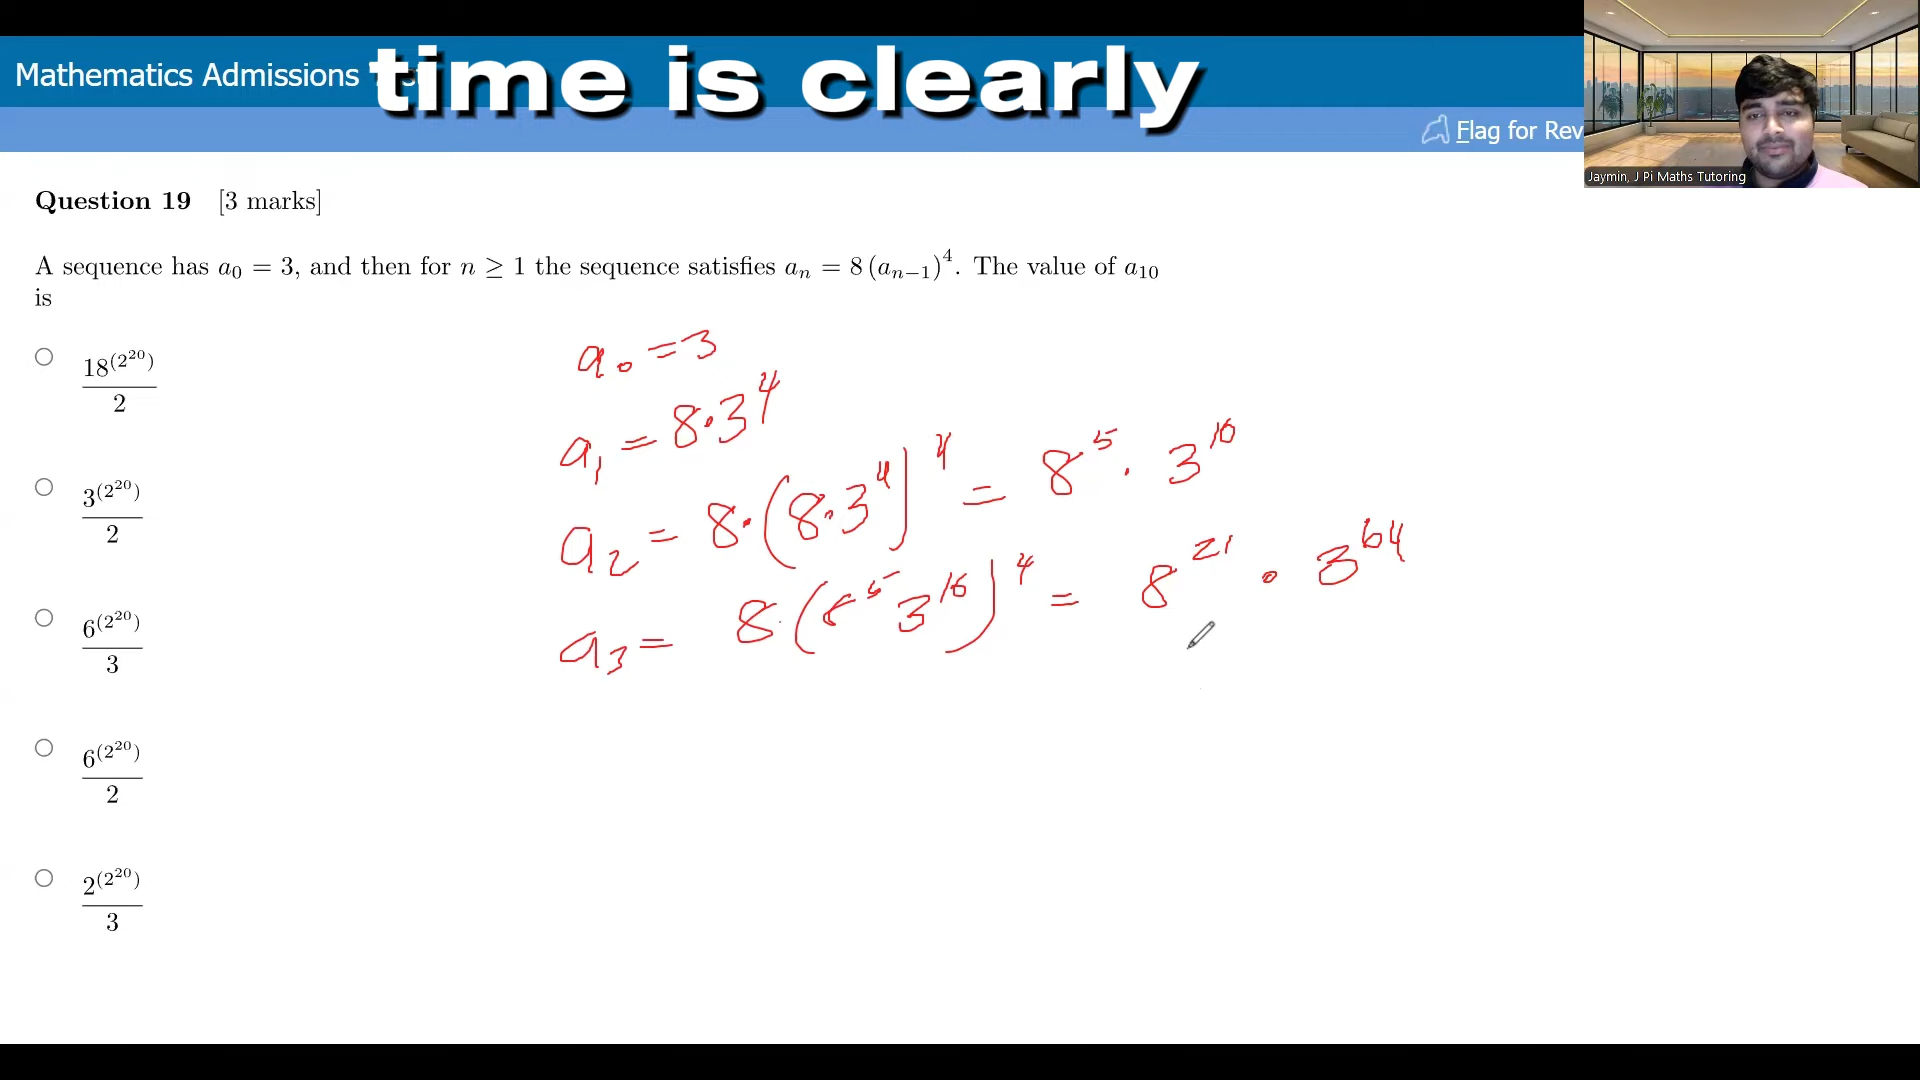 Mathematics Admissions
time is clearly
Flag for Rev
Jaymin, J Pi Maths Tutoring
Question 19 [3 marks]
A sequence has a₀ = 3, and then for n ≥ 1 the sequence satisfies aₙ = 8 (aₙ₋₁)⁴. The value of a₁₀
is
18^(2^20)
2
3^(2^20)
2
6^(2^20)
3
6^(2^20)
2
2^(2^20)
3
a₀ = 3
a₁ = 8·3⁴
a₂ = 8·(8·3⁴)⁴ = 8⁵ · 3¹⁶
a₃ = 8·(8⁵ 3¹⁶)⁴ = 8²¹ · 3⁶⁴